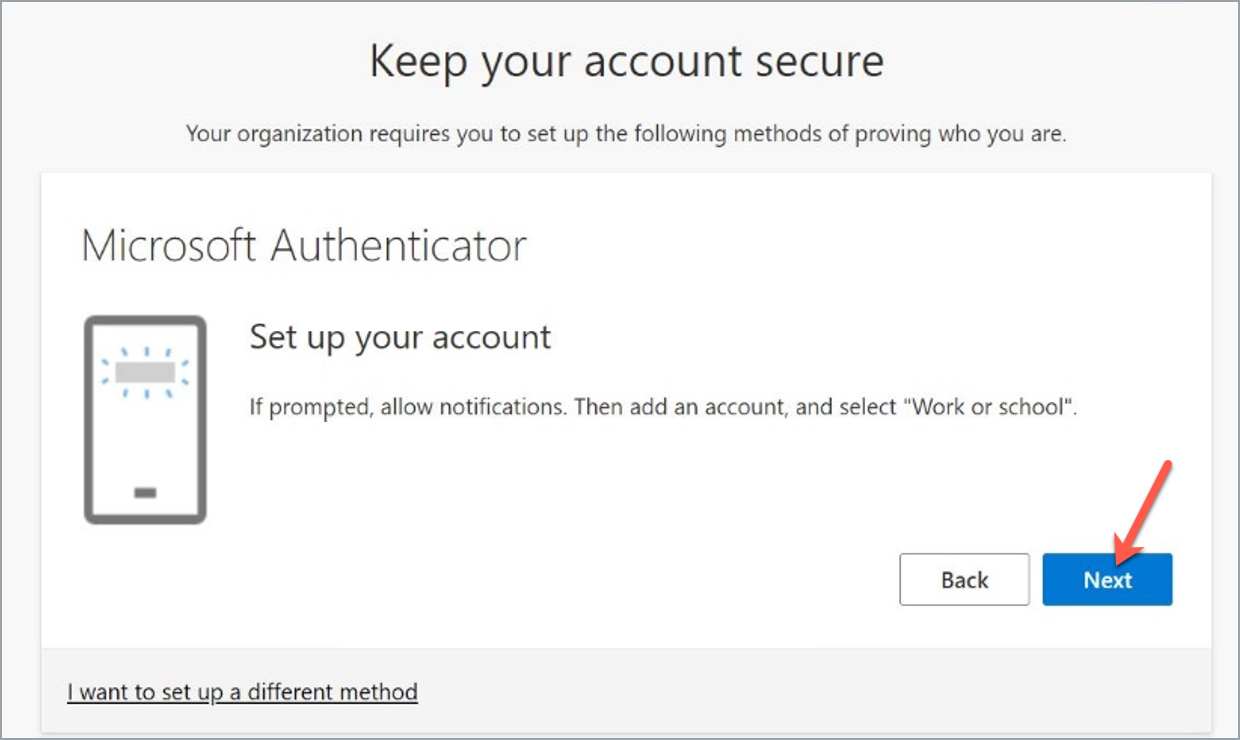 Keep your account secure
Your organization requires you to set up the following methods of proving who you are.
Microsoft Authenticator
Set up your account
If prompted, allow notifications. Then add an account, and select "Work or school".
Back
Next
I want to set up a different method